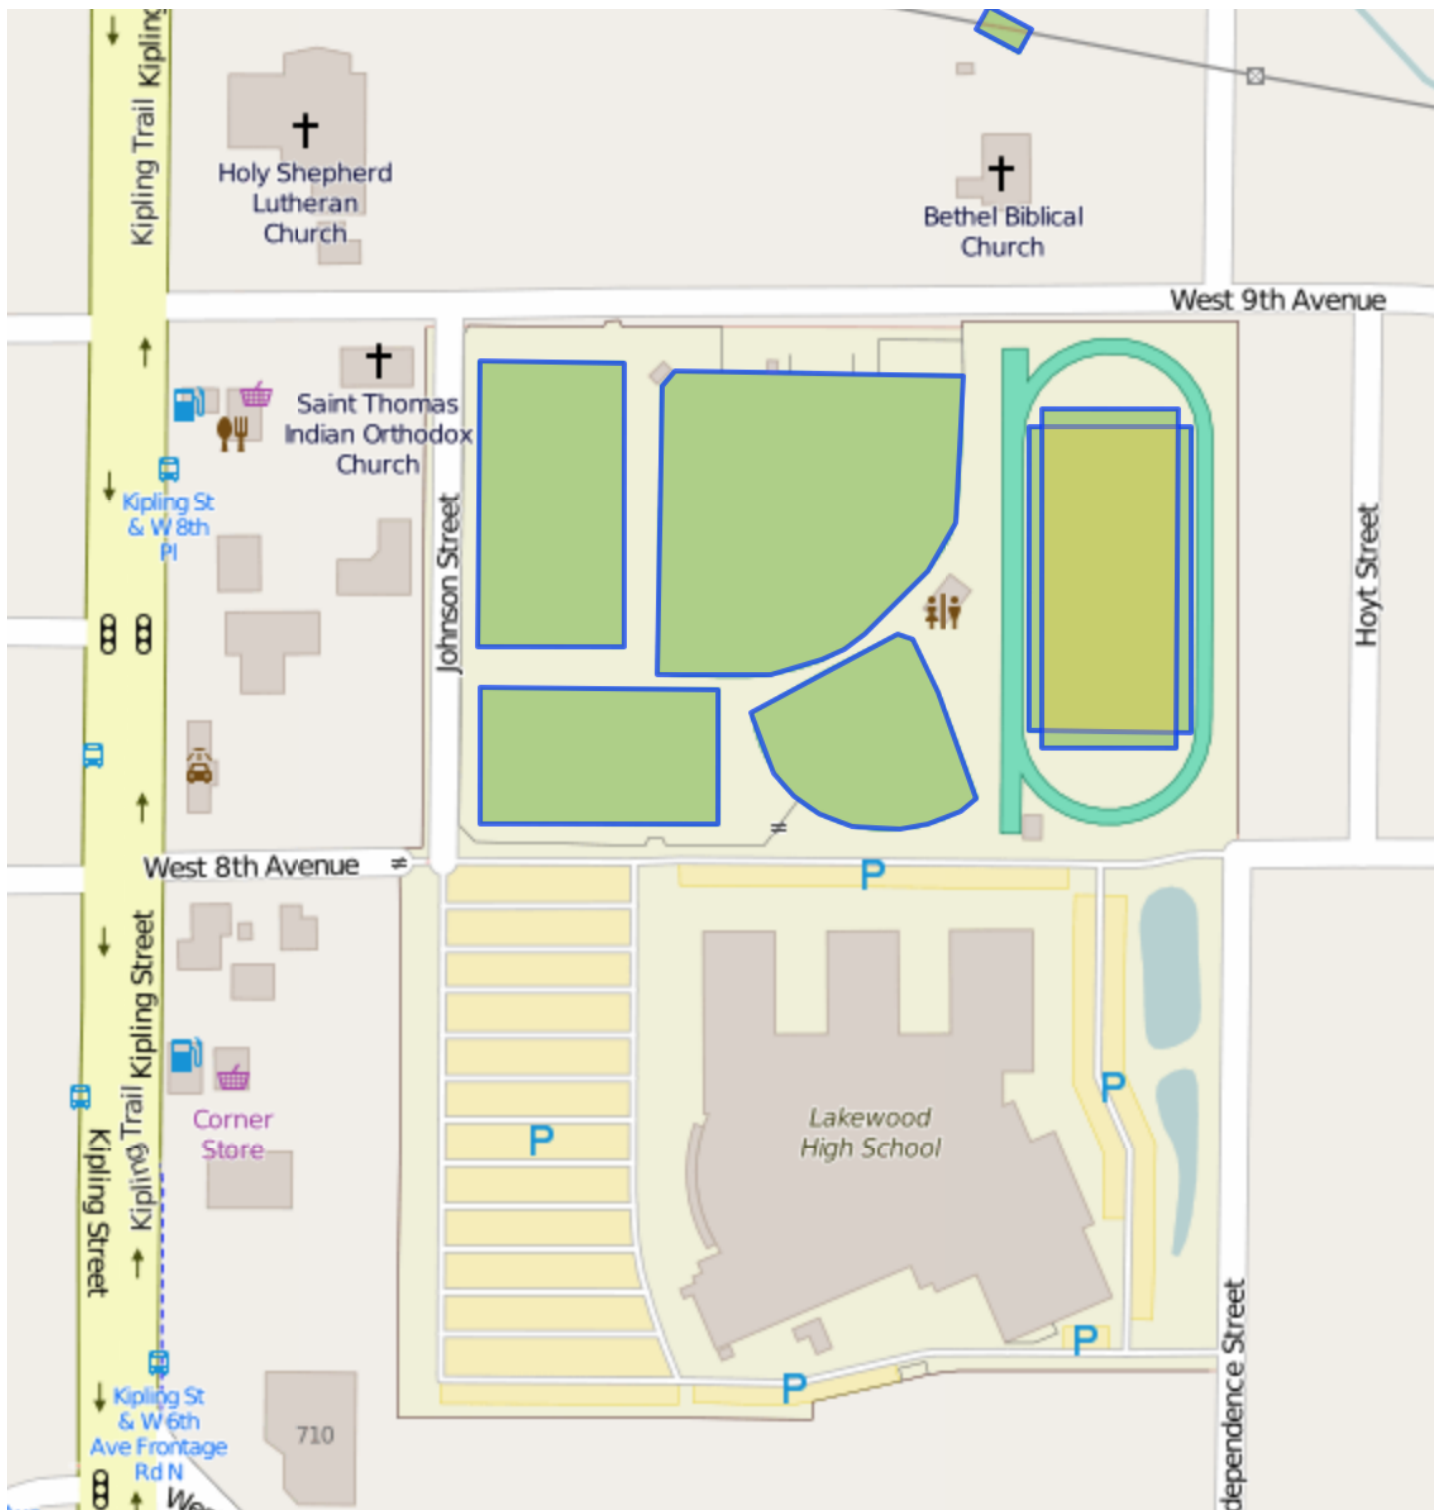 Kipling
Kipling Trail
Holy Shepherd
Lutheran
Church
Bethel Biblical
Church
West 9th Avenue
Saint Thomas
Indian Orthodox
Church
Kipling St
& W 8th
Pl
Johnson Street
Hoyt Street
West 8th Avenue
P
Kipling Street
Kipling Trail
Kipling Street
Corner
Store
P
P
Lakewood
High School
P
P
Kipling St
& W 6th
Ave Frontage
Rd N
710
dependence Street
Wes